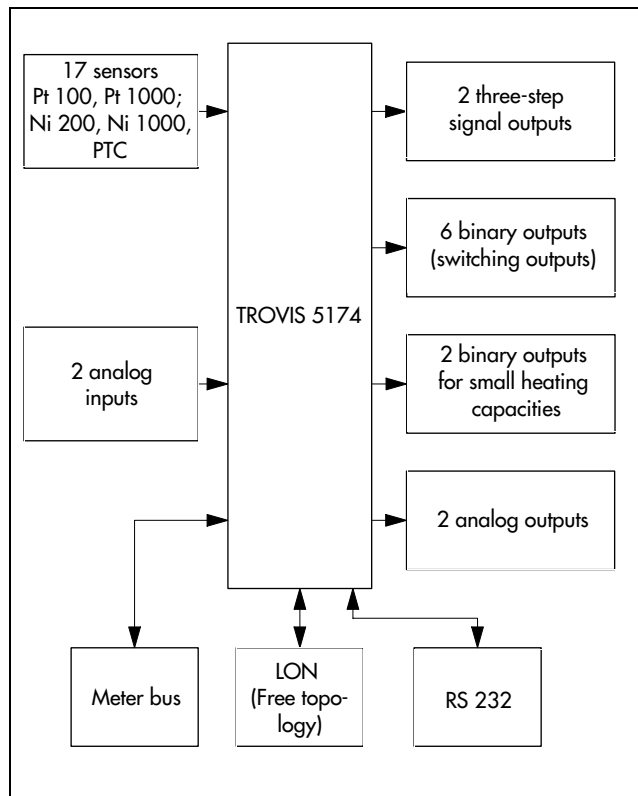 17 sensors
Pt 100, Pt 1000;
Ni 200, Ni 1000,
PTC
2 three-step
signal outputs
6 binary outputs
(switching outputs)
TROVIS 5174
2 analog
inputs
2 binary outputs
for small heating
capacities
2 analog outputs
Meter bus
LON
(Free topo-
logy)
RS 232